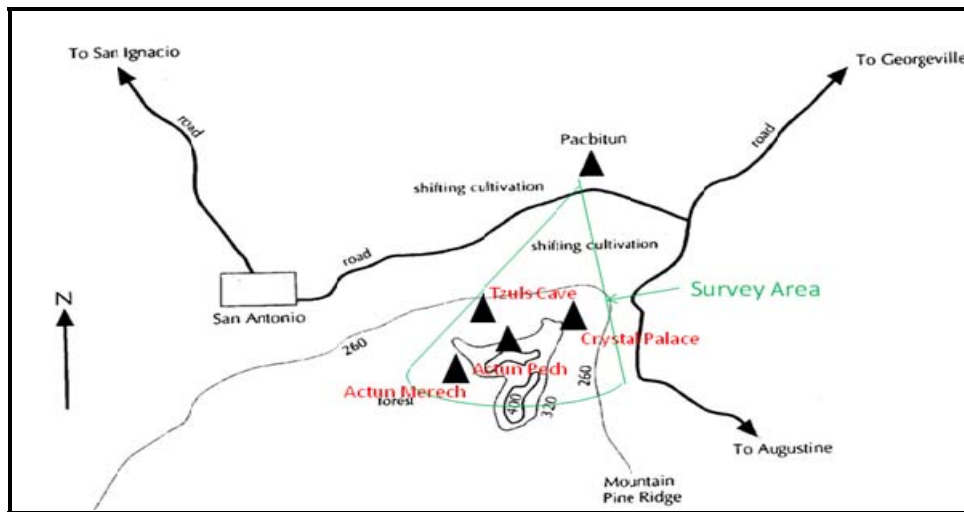 To San Ignacio
To Georgeville
road
road
Pacbitun
shifting cultivation
shifting cultivation
road
N
Tzuls Cave
Survey Area
San Antonio
260
Crystal Palace
Actun Pech
260
Actun Merech
forest
400
320
To Augustine
Mountain
Pine Ridge